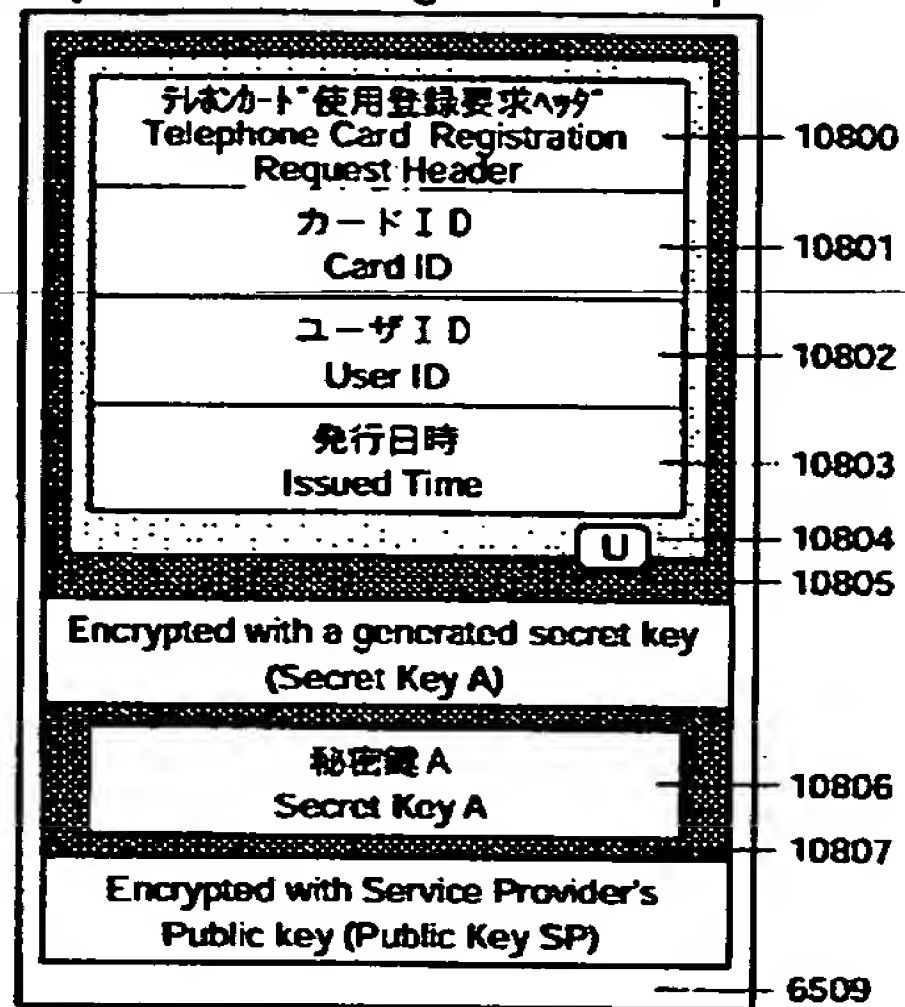 テレホンカード使用登録要求ヘッダ
Telephone Card Registration
Request Header
10800
カードID
Card ID
10801
ユーザID
User ID
10802
発行日時
Issued Time
10803
U
10804
10805
Encrypted with a generated secret key
(Secret Key A)
秘密鍵A
Secret Key A
10806
10807
Encrypted with Service Provider's
Public key (Public Key SP)
6509